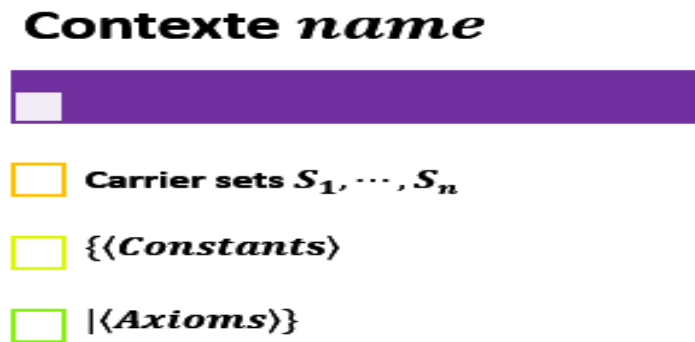 Contexte name
Carrier sets S₁, ⋯, Sₙ
{⟨Constants⟩
|⟨Axioms⟩}